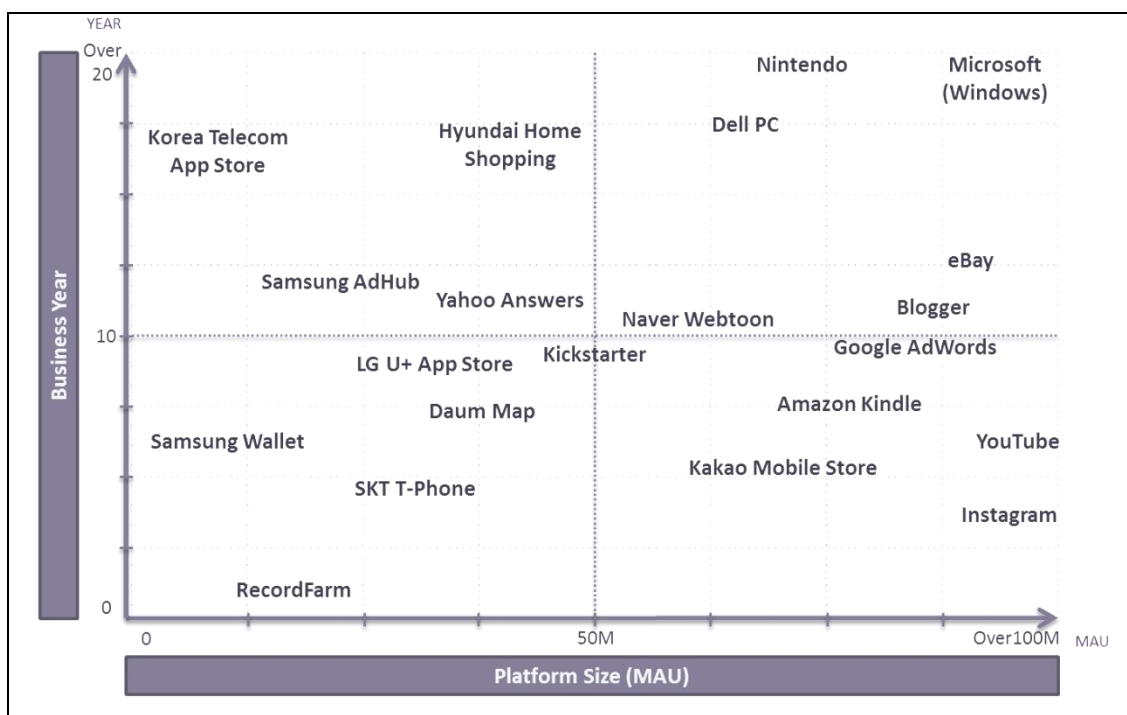 YEAR
Over
20
Nintendo
Microsoft
(Windows)
Dell PC
Korea Telecom
App Store
Hyundai Home
Shopping
eBay
Samsung AdHub
Yahoo Answers
Blogger
Naver Webtoon
10
Google AdWords
Kickstarter
LG U+ App Store
Business Year
Amazon Kindle
Daum Map
Samsung Wallet
YouTube
Kakao Mobile Store
SKT T-Phone
Instagram
RecordFarm
0
0
50M
Over100M
MAU
Platform Size (MAU)